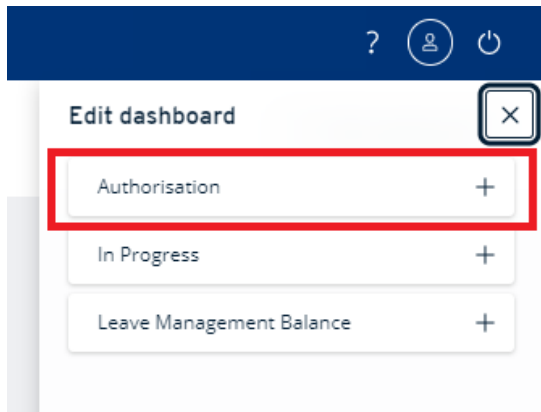 ?
Edit dashboard
Authorisation
In Progress
Leave Management Balance